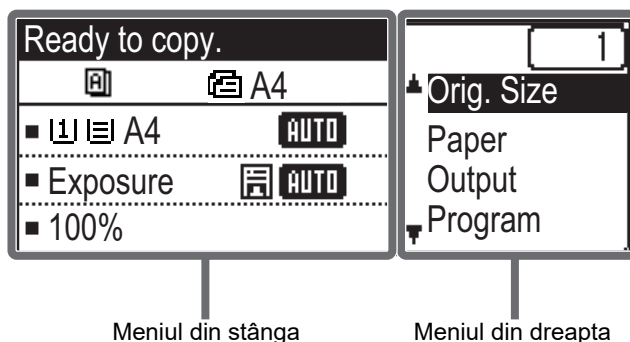 Ready to copy.
A A4
1 A4 AUTO
Exposure AUTO
100%
1
Orig. Size
Paper
Output
Program
Meniul din stânga
Meniul din dreapta